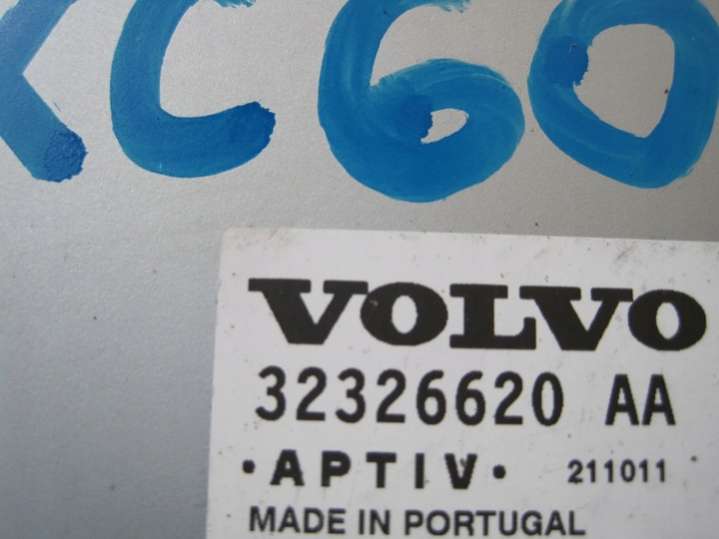 XC60
VOLVO
32326620 AA
• APTIV • 211011
MADE IN PORTUGAL